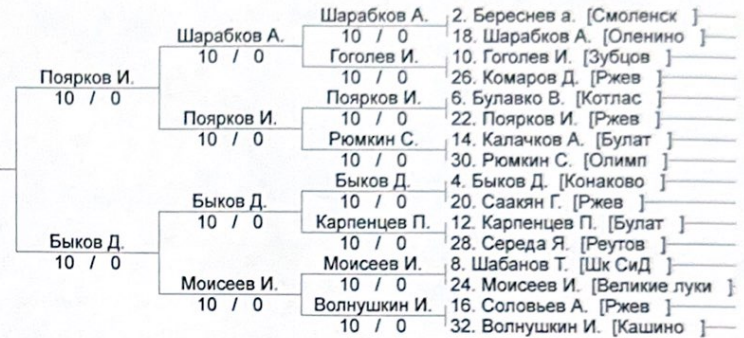 Шарабков А.
2. Береснев а. [Смоленск ]
10 / 0
18. Шарабков А. [Оленино ]
Шарабков А.
10 / 0
Гоголев И.
10. Гоголев И. [Зубцов ]
10 / 0
26. Комаров Д. [Ржев ]
Поярков И.
10 / 0
Поярков И.
6. Булавко В. [Котлас ]
10 / 0
22. Поярков И. [Ржев ]
Поярков И.
10 / 0
Рюмкин С.
14. Калачков А. [Булат ]
10 / 0
30. Рюмкин С. [Олимп ]
Быков Д.
4. Быков Д. [Конаково ]
10 / 0
20. Саакян Г. [Ржев ]
Быков Д.
10 / 0
Карпенцев П.
12. Карпенцев П. [Булат ]
10 / 0
28. Середа Я. [Реутов ]
Быков Д.
10 / 0
Моисеев И.
8. Шабанов Т. [Шк СиД ]
10 / 0
24. Моисеев И. [Великие луки ]
Моисеев И.
10 / 0
Волнушкин И.
16. Соловьев А. [Ржев ]
10 / 0
32. Волнушкин И. [Кашино ]